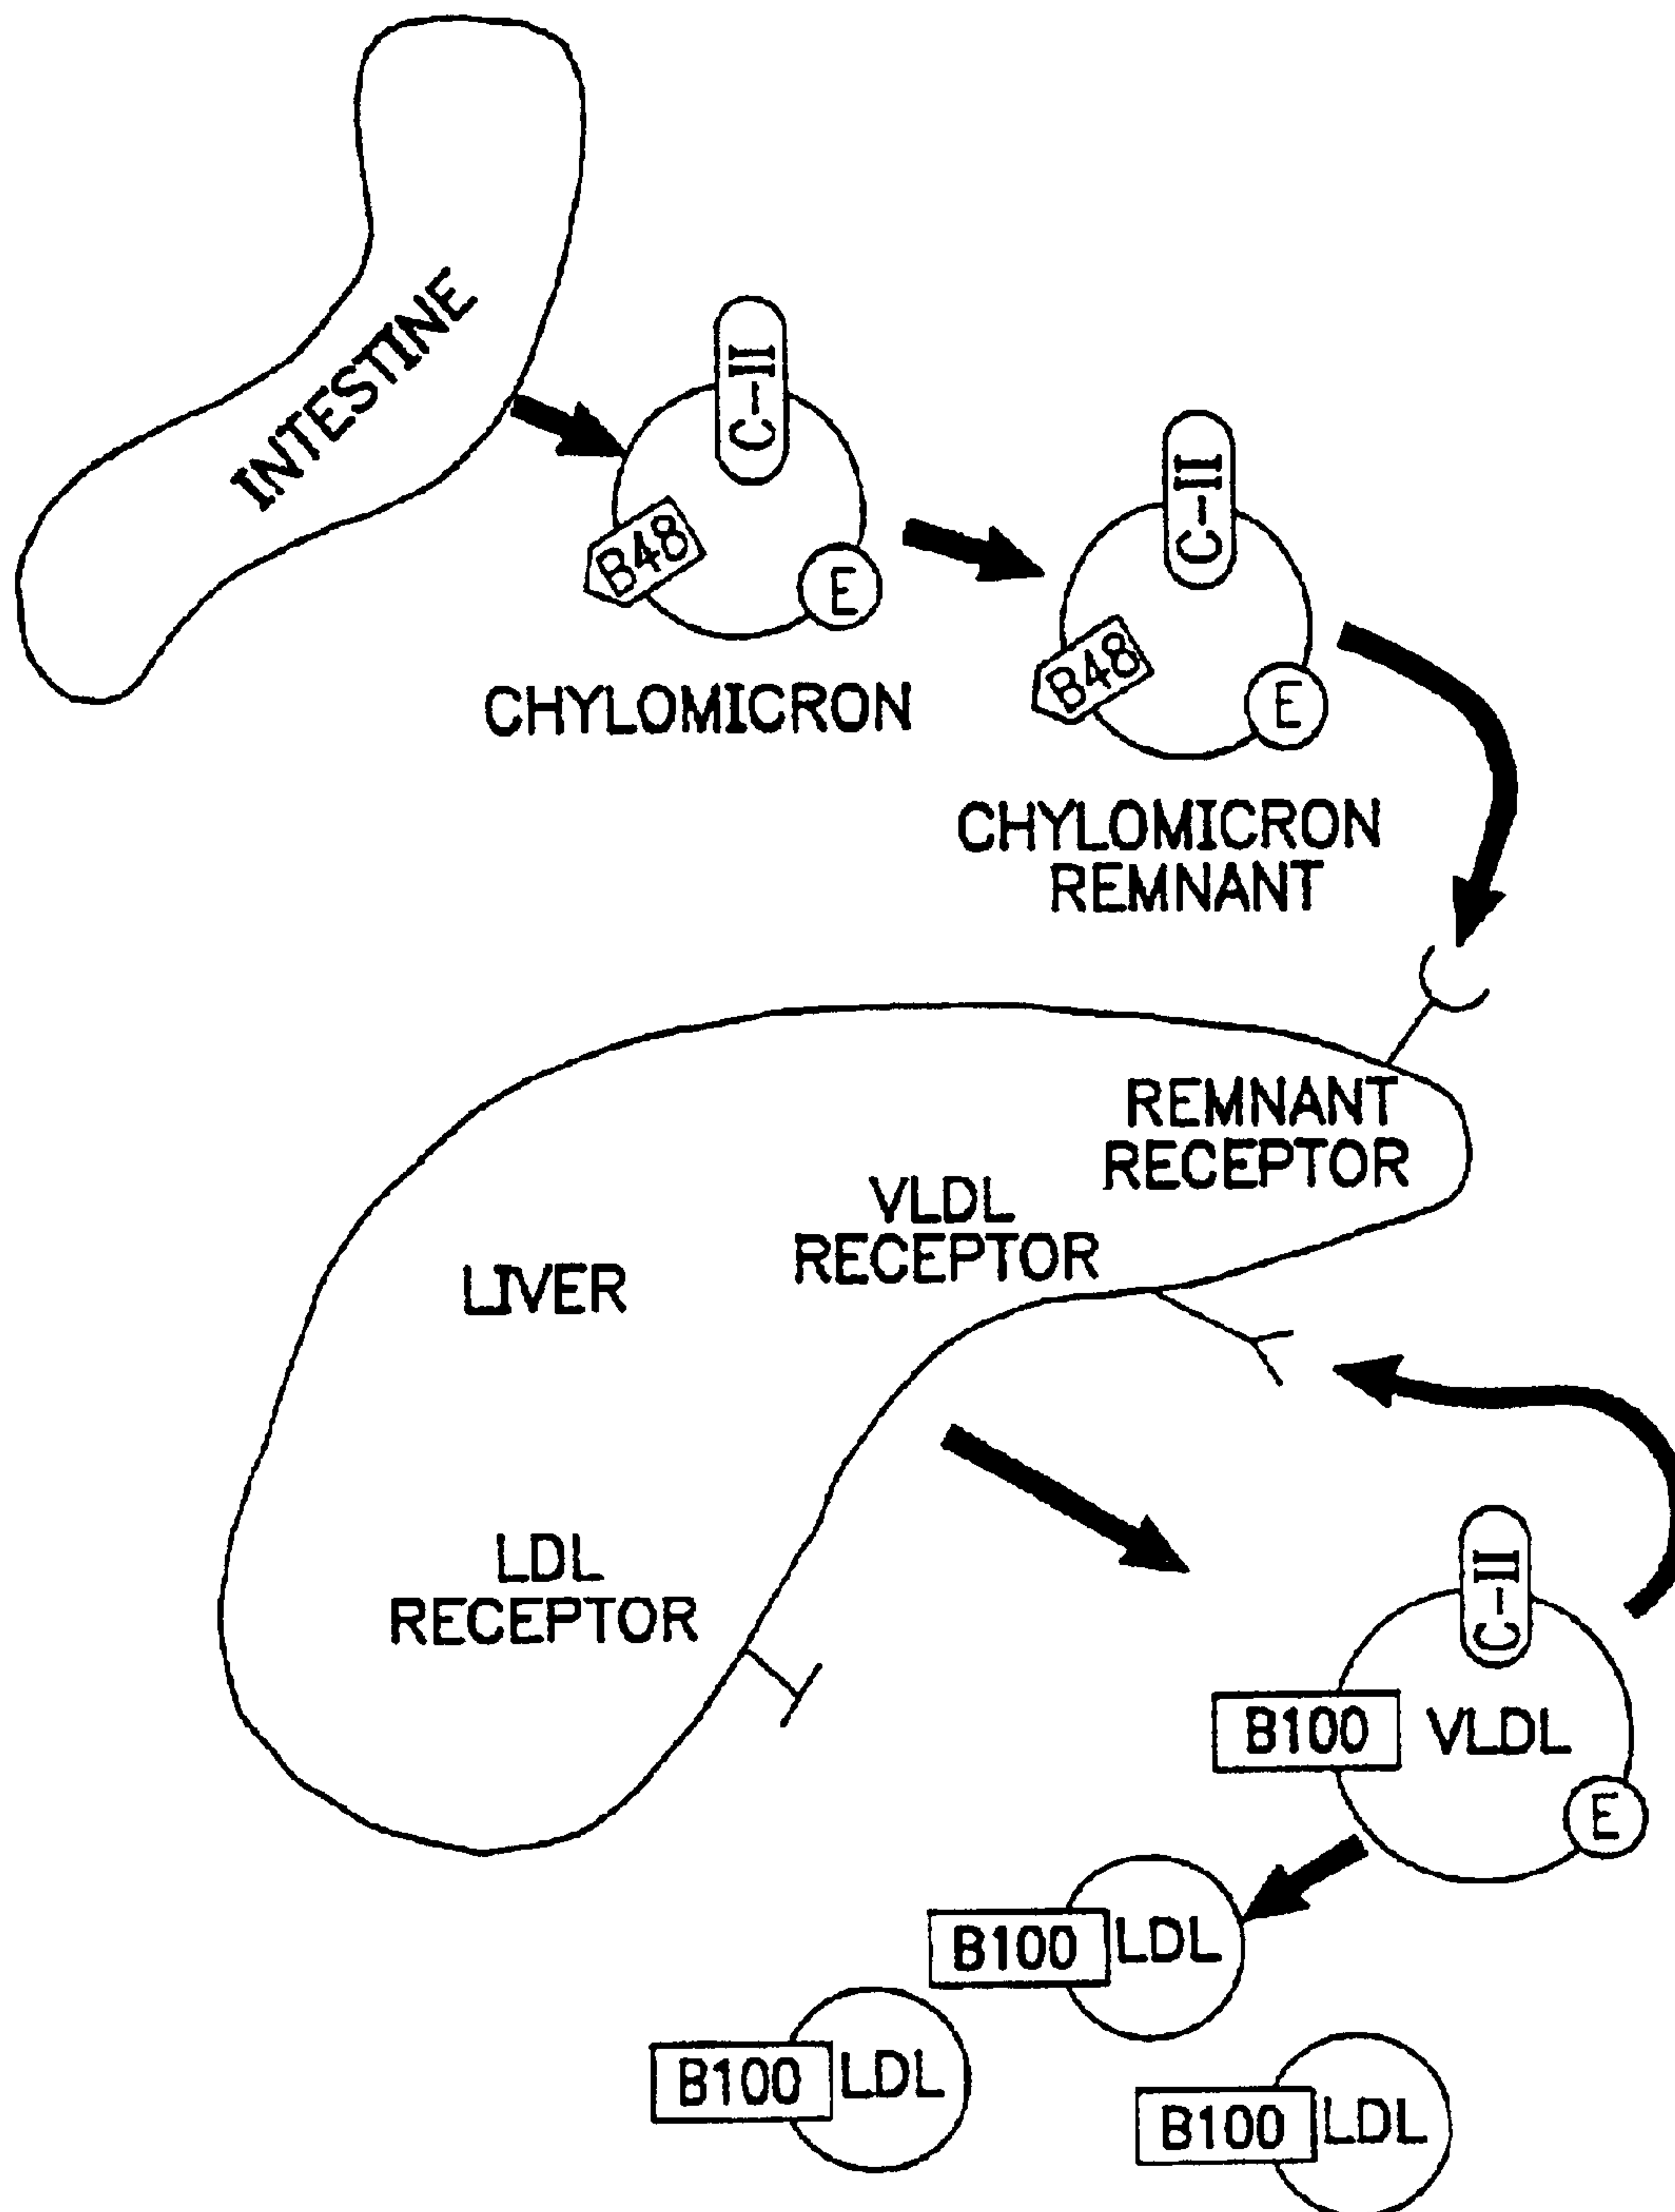 INTESTINE
C-II
B48
E
CHYLOMICRON
C-II
B48
E
CHYLOMICRON
REMNANT
REMNANT
RECEPTOR
VLDL
RECEPTOR
LIVER
LDL
RECEPTOR
C-II
B100 VLDL
E
B100 LDL
B100 LDL
B100 LDL